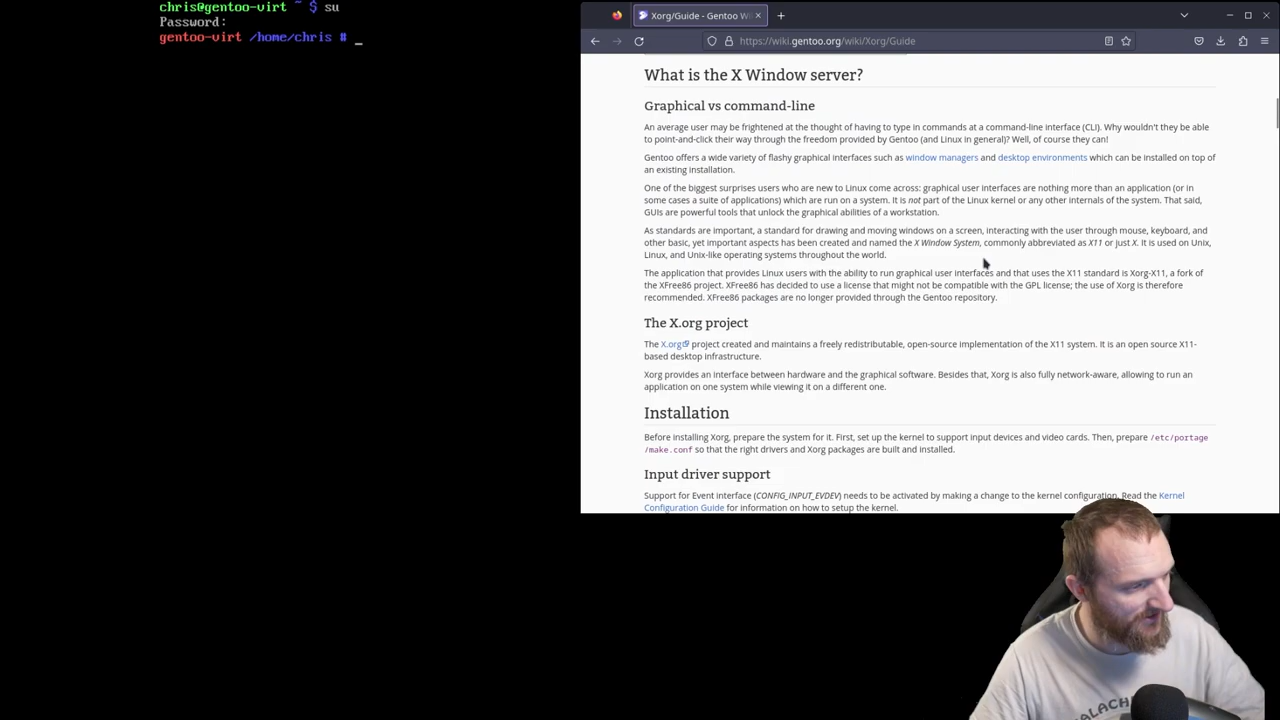 chris@gentoo-virt ~ $ su
Password:
gentoo-virt /home/chris # _
Xorg/Guide - Gentoo Wi
https://wiki.gentoo.org/wiki/Xorg/Guide
What is the X Window server?
Graphical vs command-line
An average user may be frightened at the thought of having to type in commands at a command-line interface (CLI). Why wouldn't they be able
to point-and-click their way through the freedom provided by Gentoo (and Linux in general)? Well, of course they can!
Gentoo offers a wide variety of flashy graphical interfaces such as window managers and desktop environments which can be installed on top of
an existing installation.
One of the biggest surprises users who are new to Linux come across: graphical user interfaces are nothing more than an application (or in
some cases a suite of applications) which are run on a system. It is not part of the Linux kernel or any other internals of the system. That said,
GUIs are powerful tools that unlock the graphical abilities of a workstation.
As standards are important, a standard for drawing and moving windows on a screen, interacting with the user through mouse, keyboard, and
other basic, yet important aspects has been created and named the X Window System, commonly abbreviated as X11 or just X. It is used on Unix,
Linux, and Unix-like operating systems throughout the world.
The application that provides Linux users with the ability to run graphical user interfaces and that uses the X11 standard is Xorg-X11, a fork of
the XFree86 project. XFree86 has decided to use a license that might not be compatible with the GPL license; the use of Xorg is therefore
recommended. XFree86 packages are no longer provided through the Gentoo repository.
The X.org project
The X.org project created and maintains a freely redistributable, open-source implementation of the X11 system. It is an open source X11-
based desktop infrastructure.
Xorg provides an interface between hardware and the graphical software. Besides that, Xorg is also fully network-aware, allowing to run an
application on one system while viewing it on a different one.
Installation
Before installing Xorg, prepare the system for it. First, set up the kernel to support input devices and video cards. Then, prepare /etc/portage
/make.conf so that the right drivers and Xorg packages are built and installed.
Input driver support
Support for Event interface (CONFIG_INPUT_EVDEV) needs to be activated by making a change to the kernel configuration. Read the Kernel
Configuration Guide for information on how to setup the kernel.